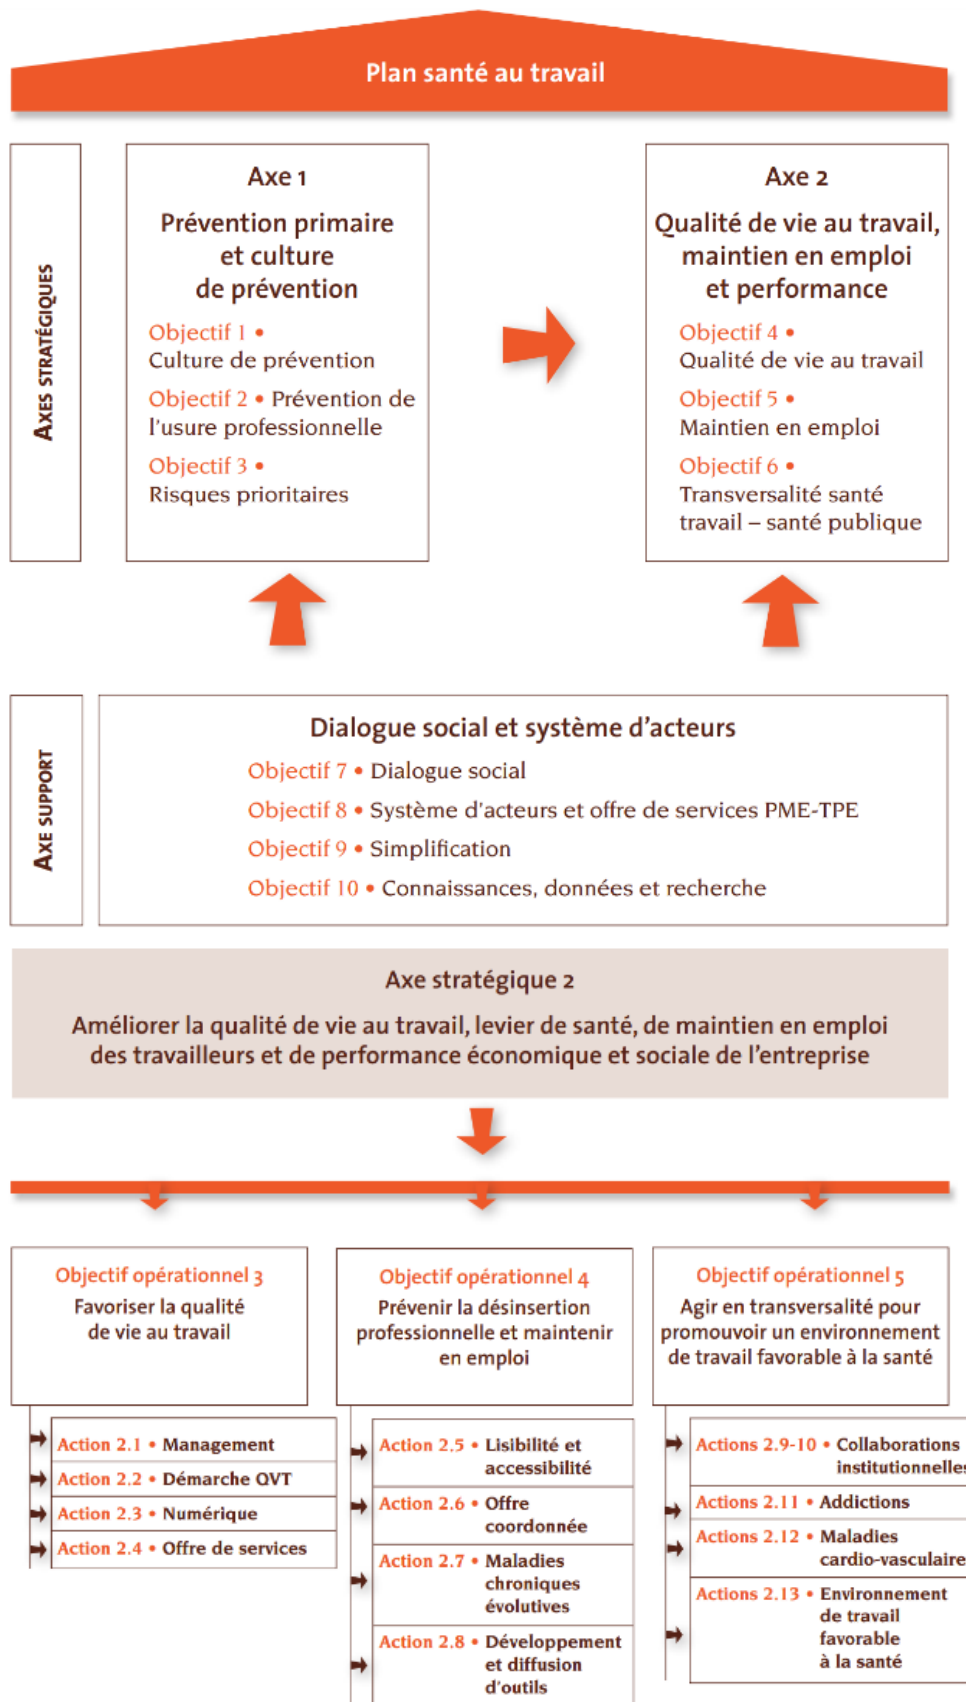 Plan santé au travail
AXES STRATÉGIQUES
Axe 1
Prévention primaire
et culture
de prévention
Objectif 1 •
Culture de prévention
Objectif 2 • Prévention de
l'usure professionnelle
Objectif 3 •
Risques prioritaires
Axe 2
Qualité de vie au travail,
maintien en emploi
et performance
Objectif 4 •
Qualité de vie au travail
Objectif 5 •
Maintien en emploi
Objectif 6 •
Transversalité santé
travail – santé publique
AXE SUPPORT
Dialogue social et système d'acteurs
Objectif 7 • Dialogue social
Objectif 8 • Système d'acteurs et offre de services PME-TPE
Objectif 9 • Simplification
Objectif 10 • Connaissances, données et recherche
Axe stratégique 2
Améliorer la qualité de vie au travail, levier de santé, de maintien en emploi
des travailleurs et de performance économique et sociale de l'entreprise
Objectif opérationnel 3
Favoriser la qualité
de vie au travail
Action 2.1 • Management
Action 2.2 • Démarche QVT
Action 2.3 • Numérique
Action 2.4 • Offre de services
Objectif opérationnel 4
Prévenir la désinsertion
professionnelle et maintenir
en emploi
Action 2.5 • Lisibilité et
accessibilité
Action 2.6 • Offre
coordonnée
Action 2.7 • Maladies
chroniques
évolutives
Action 2.8 • Développement
et diffusion
d'outils
Objectif opérationnel 5
Agir en transversalité pour
promouvoir un environnement
de travail favorable à la santé
Actions 2.9-10 • Collaborations
institutionnelles
Actions 2.11 • Addictions
Actions 2.12 • Maladies
cardio-vasculaire
Actions 2.13 • Environnement
de travail
favorable
à la santé